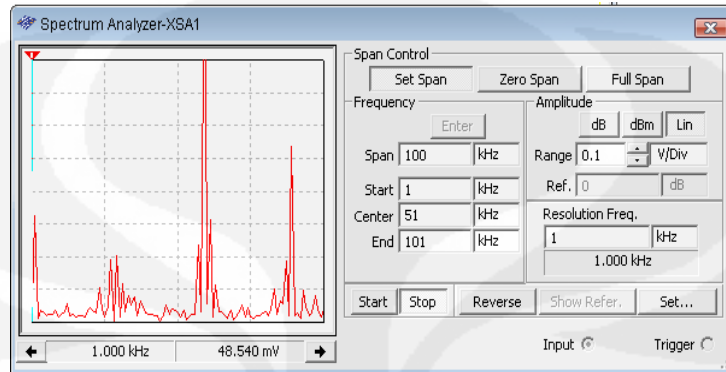 Spectrum Analyzer-XSA1
Span Control
Set Span Zero Span Full Span
Frequency
Enter
Span 100 kHz
Start 1 kHz
Center 51 kHz
End 101 kHz
Amplitude
dB dBm Lin
Range 0.1 V/Div
Ref. 0 dB
Resolution Freq.
1 kHz
1.000 kHz
Start Stop Reverse Show Refer. Set...
1.000 kHz 48.540 mV
Input Trigger